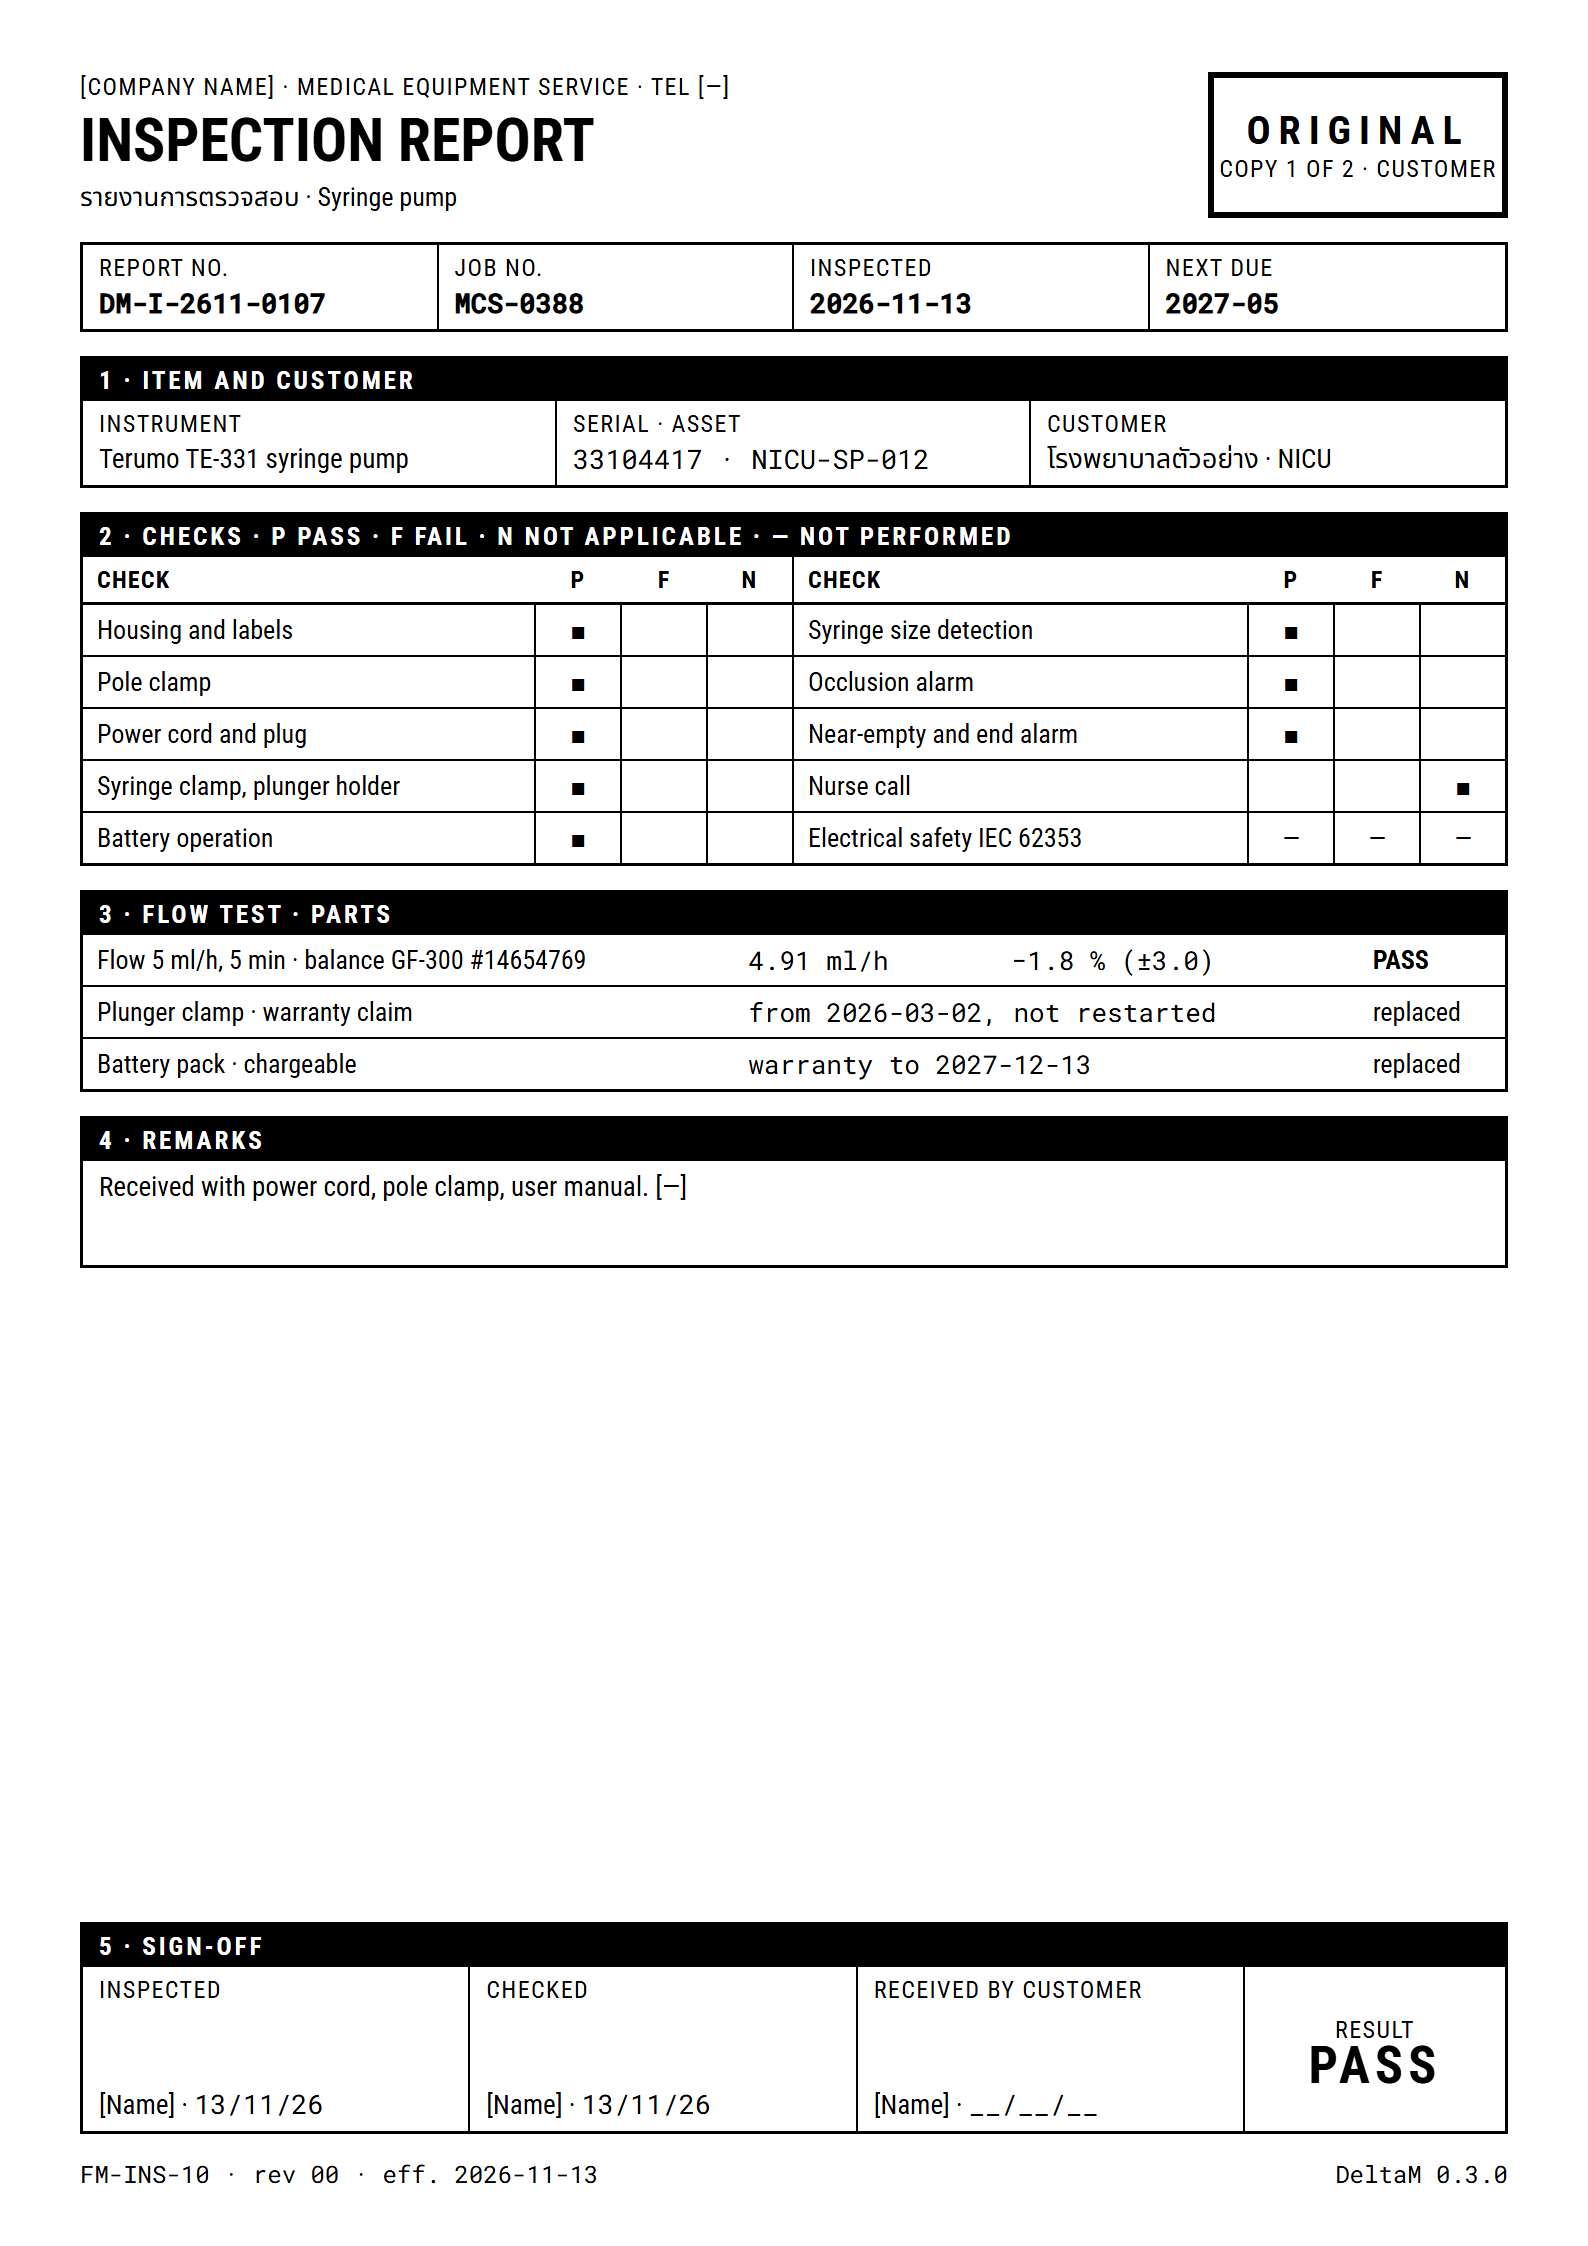 [COMPANY NAME] · MEDICAL EQUIPMENT SERVICE · TEL [–]
INSPECTION REPORT
รายงานการตรวจสอบ · Syringe pump
ORIGINAL
COPY 1 OF 2 · CUSTOMER
REPORT NO. JOB NO. INSPECTED NEXT DUE
DM-I-2611-0107 MCS-0388 2026-11-13 2027-05
1 · ITEM AND CUSTOMER
INSTRUMENT SERIAL · ASSET CUSTOMER
Terumo TE-331 syringe pump 33104417 · NICU-SP-012 โรงพยาบาลตัวอย่าง · NICU
2 · CHECKS · P PASS · F FAIL · N NOT APPLICABLE · – NOT PERFORMED
CHECK P F N CHECK P F N
Housing and labels ■ Syringe size detection ■
Pole clamp ■ Occlusion alarm ■
Power cord and plug ■ Near-empty and end alarm ■
Syringe clamp, plunger holder ■ Nurse call ■
Battery operation ■ Electrical safety IEC 62353 – – –
3 · FLOW TEST · PARTS
Flow 5 ml/h, 5 min · balance GF-300 #14654769 4.91 ml/h −1.8 % (±3.0) PASS
Plunger clamp · warranty claim from 2026-03-02, not restarted replaced
Battery pack · chargeable warranty to 2027-12-13 replaced
4 · REMARKS
Received with power cord, pole clamp, user manual. [–]
5 · SIGN-OFF
INSPECTED CHECKED RECEIVED BY CUSTOMER
RESULT
PASS
[Name] · 13/11/26 [Name] · 13/11/26 [Name] · __/__/__
FM-INS-10 · rev 00 · eff. 2026-11-13 DeltaM 0.3.0